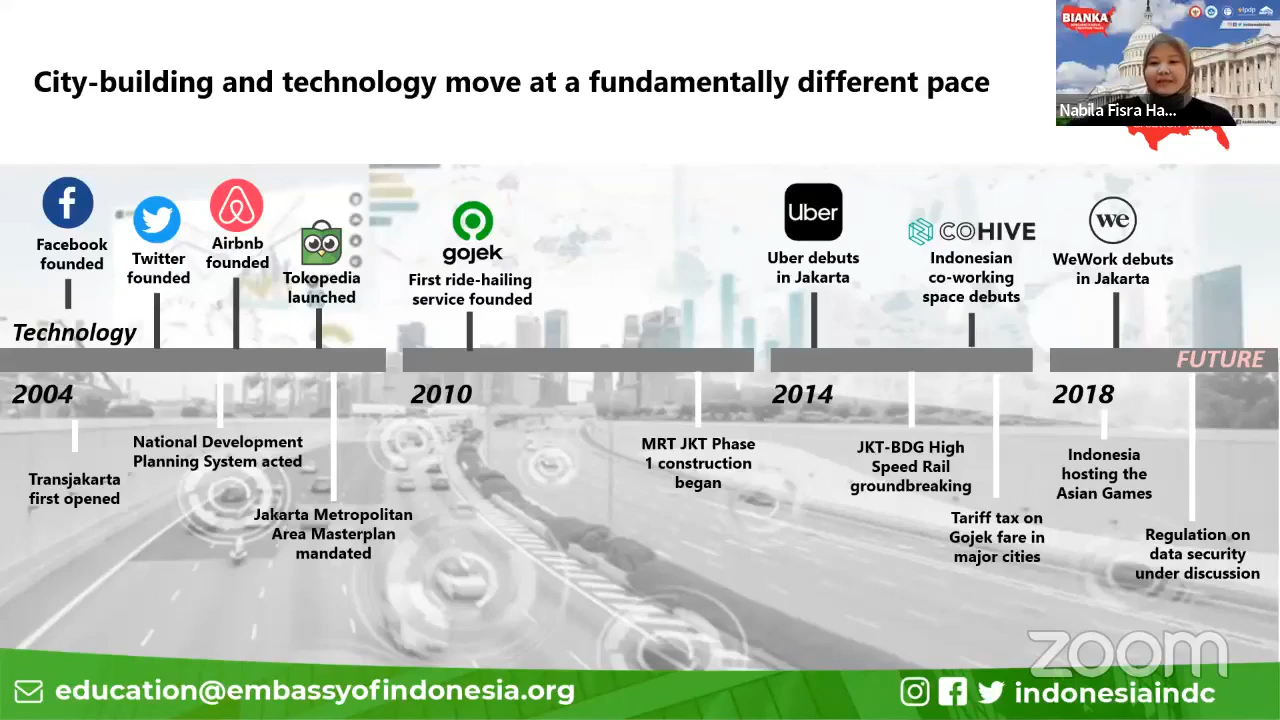 City-building and technology move at a fundamentally different pace
BIANKA
lpdp
Nabila Fisra Ha...
Facebook
founded
Twitter
founded
Airbnb
founded
Tokopedia
launched
gojek
First ride-hailing
service founded
Uber
Uber debuts
in Jakarta
COHIVE
Indonesian
co-working
space debuts
we
WeWork debuts
in Jakarta
Technology
FUTURE
2004
2010
2014
2018
Transjakarta
first opened
National Development
Planning System acted
Jakarta Metropolitan
Area Masterplan
mandated
MRT JKT Phase
1 construction
began
JKT-BDG High
Speed Rail
groundbreaking
Tariff tax on
Gojek fare in
major cities
Indonesia
hosting the
Asian Games
Regulation on
data security
under discussion
zoom
education@embassyofindonesia.org
indonesiaindc